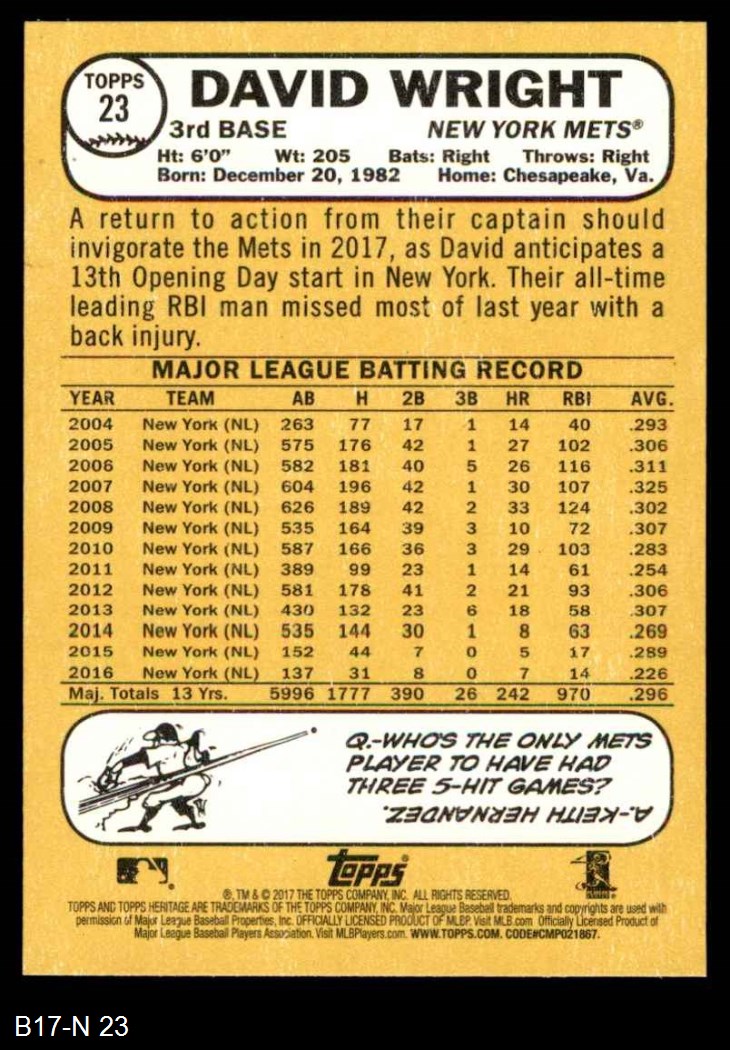 TOPPS
23
DAVID WRIGHT
3rd BASE NEW YORK METS®
Ht: 6'0" Wt: 205 Bats: Right Throws: Right
Born: December 20, 1982 Home: Chesapeake, Va.
A return to action from their captain should
invigorate the Mets in 2017, as David anticipates a
13th Opening Day start in New York. Their all-time
leading RBI man missed most of last year with a
back injury.
MAJOR LEAGUE BATTING RECORD
YEAR TEAM AB H 2B 3B HR RBI AVG.
2004 New York (NL) 263 77 17 1 14 40 .293
2005 New York (NL) 575 176 42 1 27 102 .306
2006 New York (NL) 582 181 40 5 26 116 .311
2007 New York (NL) 604 196 42 1 30 107 .325
2008 New York (NL) 626 189 42 2 33 124 .302
2009 New York (NL) 535 164 39 3 10 72 .307
2010 New York (NL) 587 166 36 3 29 103 .283
2011 New York (NL) 389 99 23 1 14 61 .254
2012 New York (NL) 581 178 41 2 21 93 .306
2013 New York (NL) 430 132 23 6 18 58 .307
2014 New York (NL) 535 144 30 1 8 63 .269
2015 New York (NL) 152 44 7 0 5 17 .289
2016 New York (NL) 137 31 8 0 7 14 .226
Maj. Totals 13 Yrs. 5996 1777 390 26 242 970 .296
Q.-WHO'S THE ONLY METS
PLAYER TO HAVE HAD
THREE 5-HIT GAMES?
A.-KEITH HERNANDEZ.
topps®
®, TM & © 2017 THE TOPPS COMPANY, INC. ALL RIGHTS RESERVED.
TOPPS AND TOPPS HERITAGE ARE TRADEMARKS OF THE TOPPS COMPANY, INC. Major League Baseball trademarks and copyrights are used with
permission of Major League Baseball Properties, Inc. OFFICIALLY LICENSED PRODUCT OF MLBP. Visit MLB.com Officially Licensed Product of
Major League Baseball Players Association. Visit MLBPlayers.com. WWW.TOPPS.COM. CODE#CMP021867.
B17-N 23